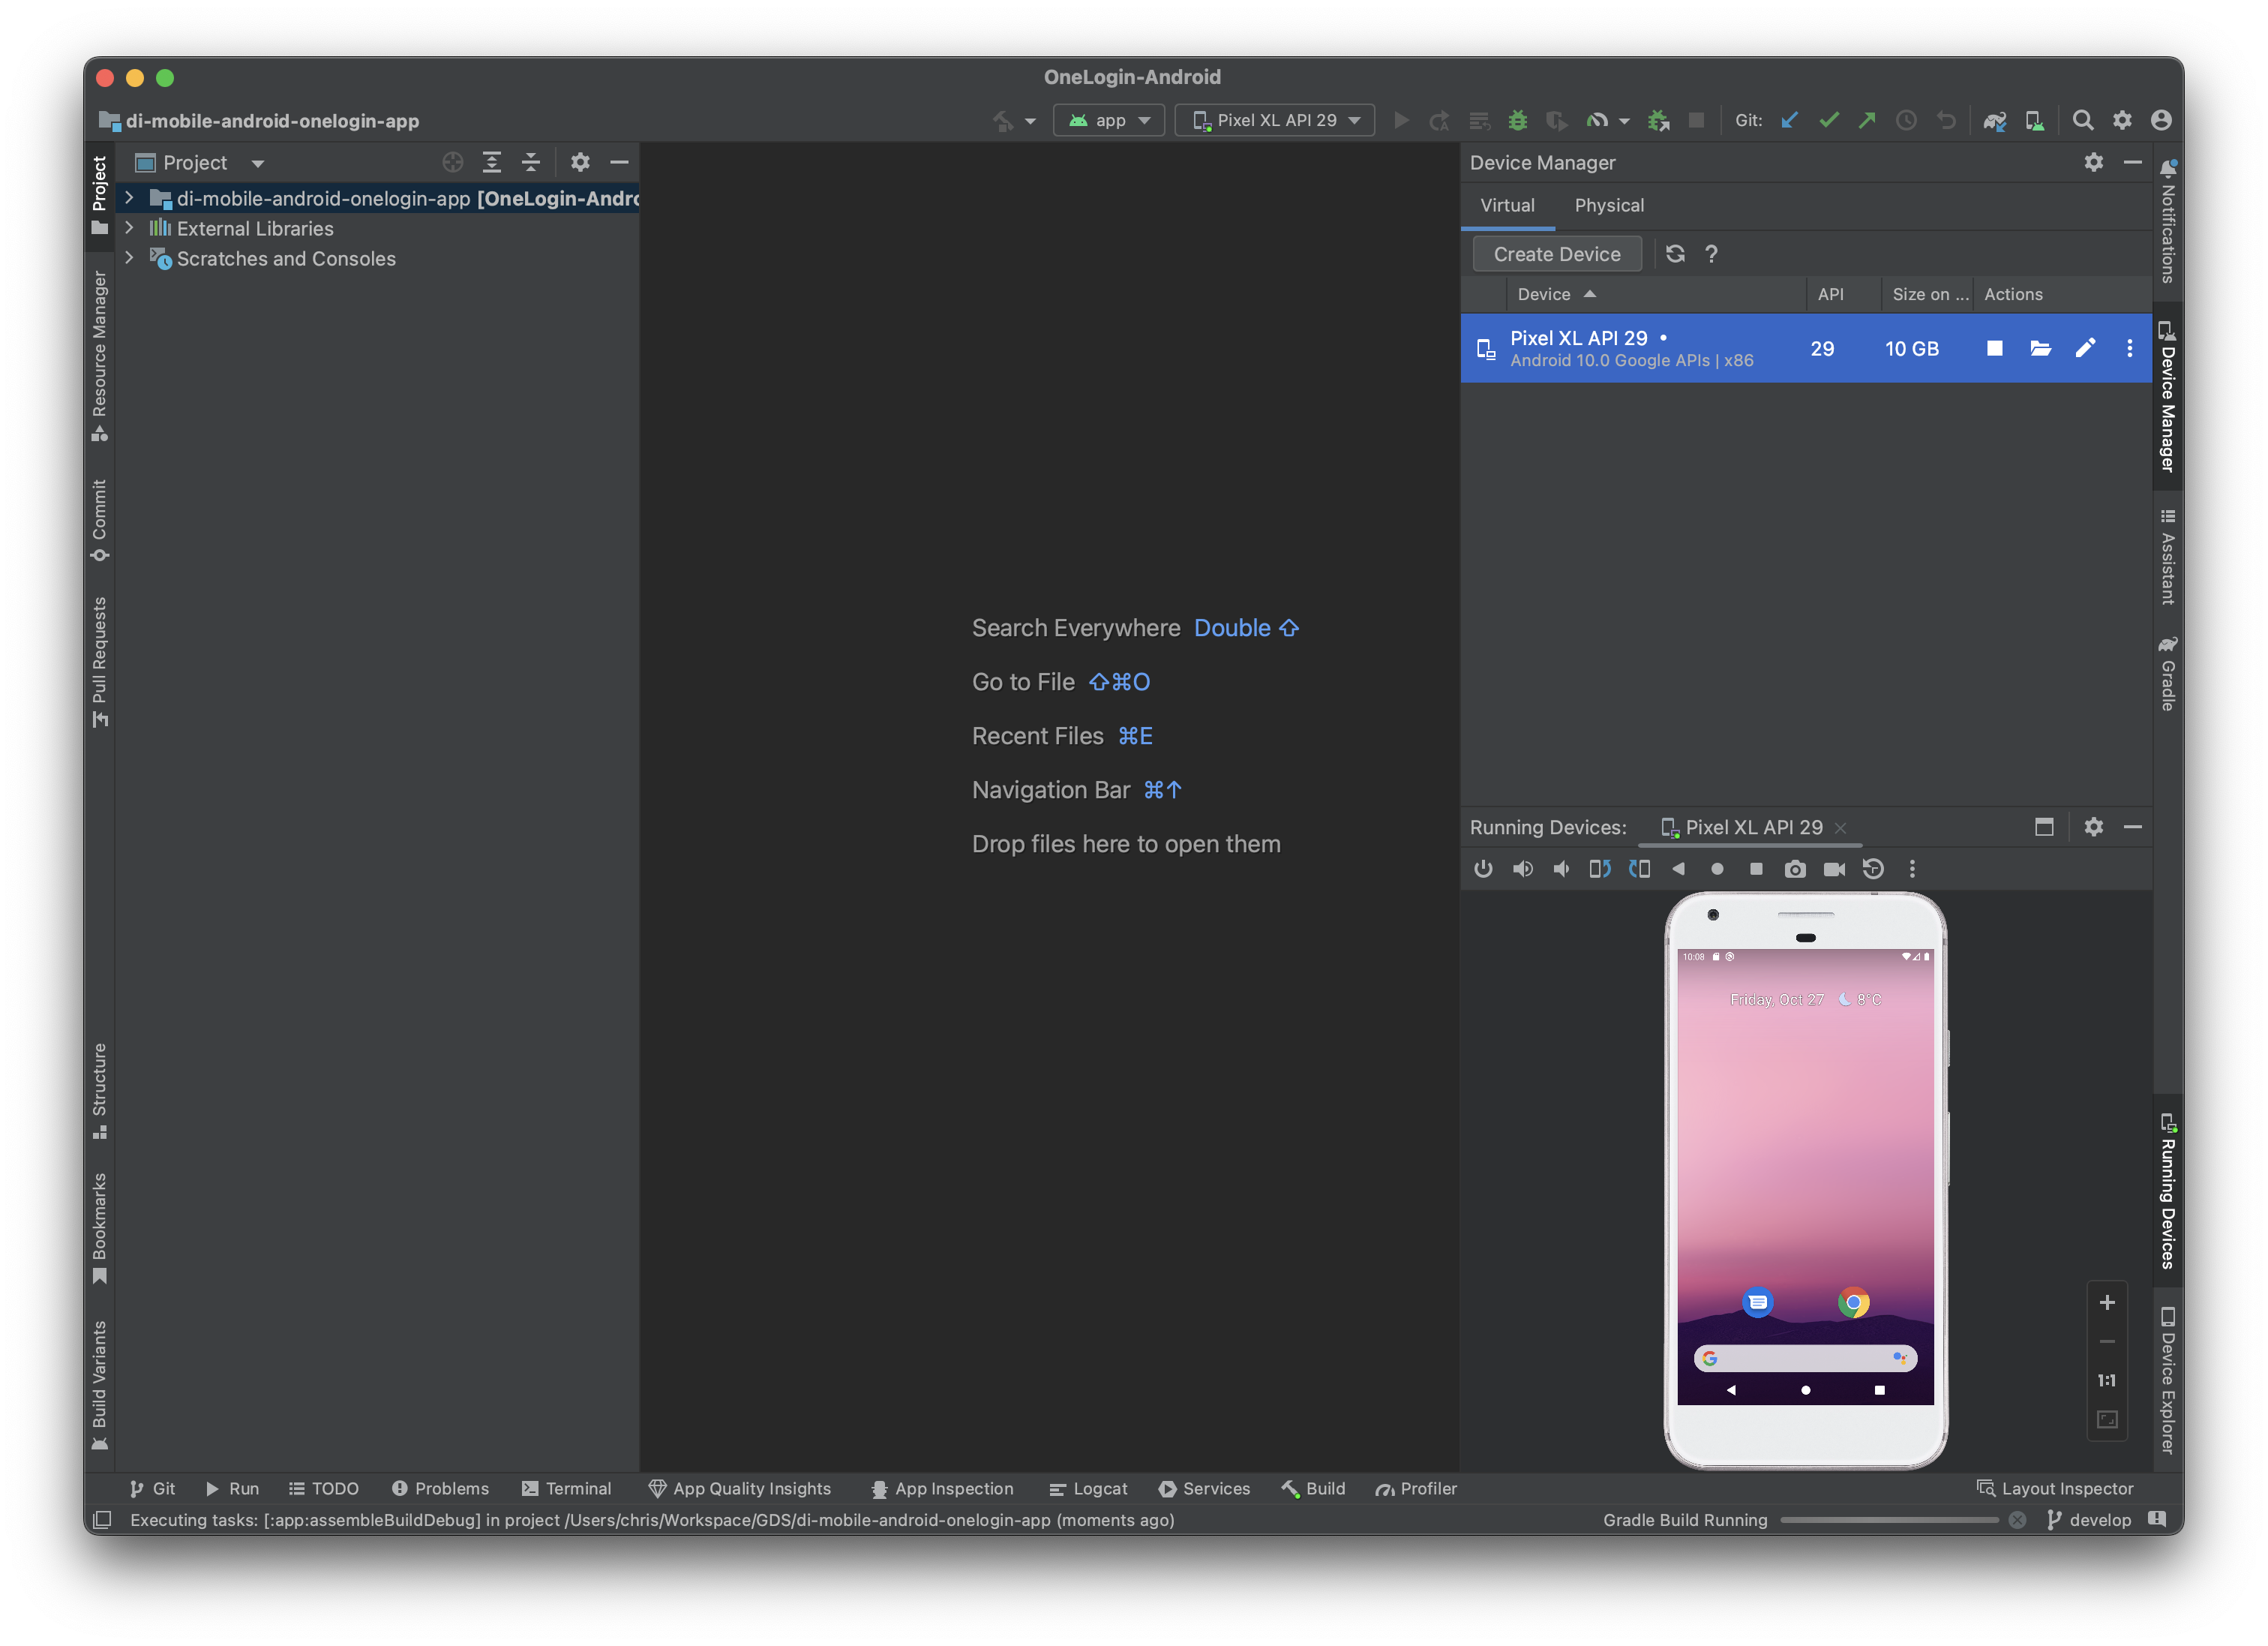 OneLogin-Android
di-mobile-android-onelogin-app
app
Pixel XL API 29
Git:
Project
di-mobile-android-onelogin-app [OneLogin-Andro
External Libraries
Scratches and Consoles
Project
Resource Manager
Commit
Pull Requests
Structure
Bookmarks
Build Variants
Search Everywhere Double ⇧
Go to File ⇧⌘O
Recent Files ⌘E
Navigation Bar ⌘↑
Drop files here to open them
Device Manager
Virtual Physical
Create Device ?
Device API Size on ... Actions
Pixel XL API 29 • 29 10 GB
Android 10.0 Google APIs | x86
Running Devices: Pixel XL API 29
10:08
Friday, Oct 27 8°C
1:1
Notifications
Device Manager
Assistant
Gradle
Running Devices
Device Explorer
Git Run TODO Problems Terminal App Quality Insights App Inspection Logcat Services Build Profiler Layout Inspector
Executing tasks: [:app:assembleBuildDebug] in project /Users/chris/Workspace/GDS/di-mobile-android-onelogin-app (moments ago) Gradle Build Running develop